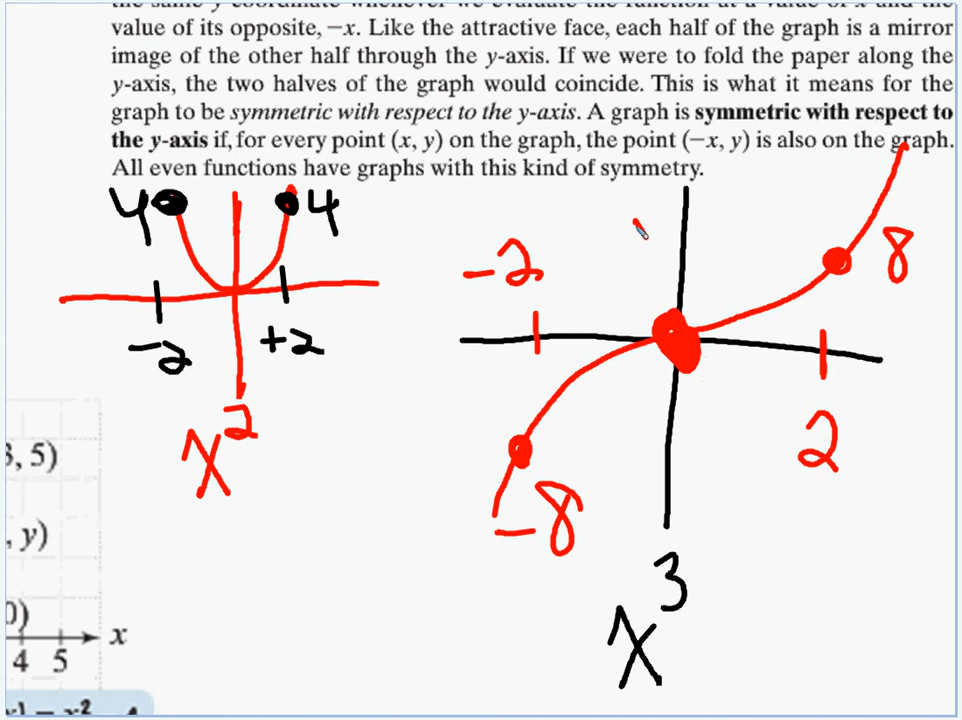 value of its opposite, −x. Like the attractive face, each half of the graph is a mirror
image of the other half through the y-axis. If we were to fold the paper along the
y-axis, the two halves of the graph would coincide. This is what it means for the
graph to be symmetric with respect to the y-axis. A graph is symmetric with respect to
the y-axis if, for every point (x, y) on the graph, the point (−x, y) is also on the graph.
All even functions have graphs with this kind of symmetry.
4 4
−2 8
−2 +2
x²
2
−8
x³
, 5)
, y)
0)
x
4 5